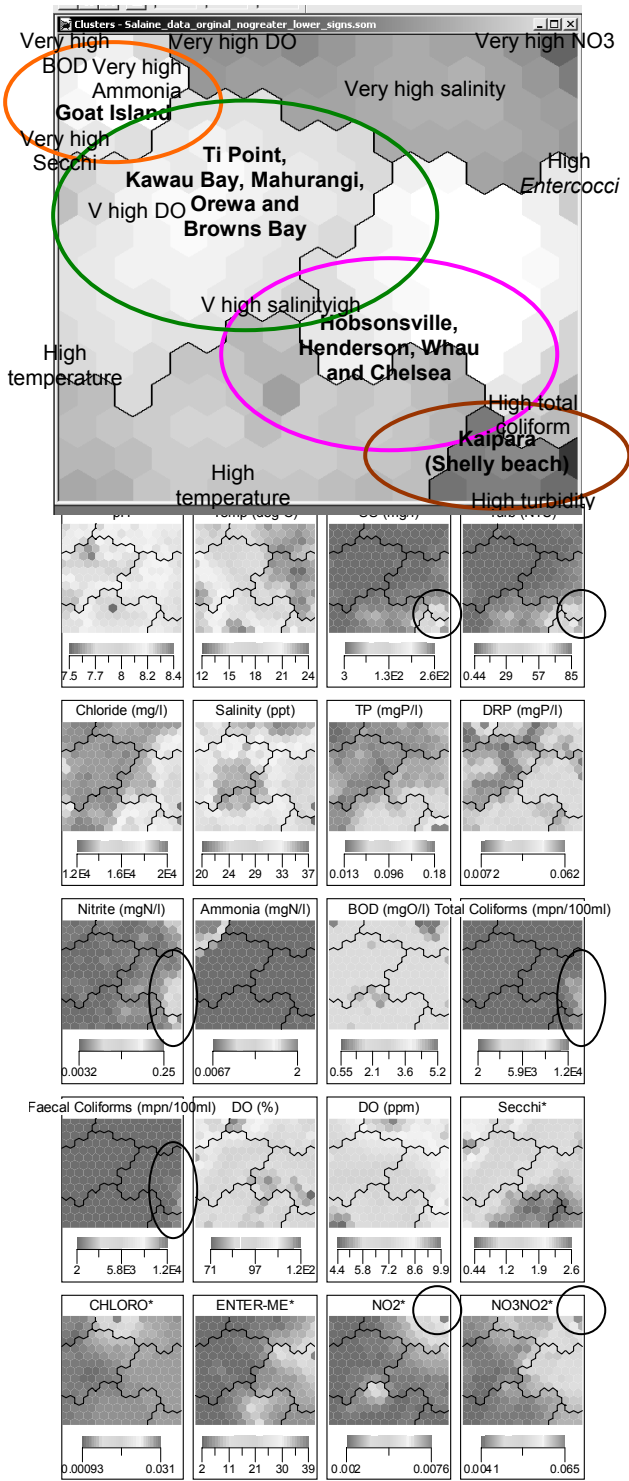 Clusters - Salaine_data_orginal_nogreater_lower_signs.som
Very high
BOD
Very high DO
Very high NO3
Very high
Ammonia
Very high salinity
Goat Island
Very high
Secchi
Ti Point,
Kawau Bay, Mahurangi,
Orewa and
Browns Bay
V high DO
High
Entercocci
V high salinityigh
Hobsonsville,
Henderson, Whau
and Chelsea
High
temperature
High total
coliform
Kaipara
(Shelly beach)
High
temperature
High turbidity
7.5 7.7 8 8.2 8.4
12 15 18 21 24
3 1.3E2 2.6E2
0.44 29 57 85
Chloride (mg/l) Salinity (ppt) TP (mgP/l) DRP (mgP/l)
1.2E4 1.6E4 2E4
20 24 29 33 37
0.013 0.096 0.18
0.0072 0.062
Nitrite (mgN/l) Ammonia (mgN/l) BOD (mgO/l) Total Coliforms (mpn/100ml)
0.0032 0.25
0.0067 2
0.55 2.1 3.6 5.2
2 5.9E3 1.2E4
Faecal Coliforms (mpn/100ml) DO (%) DO (ppm) Secchi*
2 5.8E3 1.2E4
71 97 1.2E2
4.4 5.8 7.2 8.6 9.9
0.44 1.2 1.9 2.6
CHLORO* ENTER-ME* NO2* NO3NO2*
0.00093 0.031
2 11 21 30 39
0.002 0.0076
0.0041 0.065